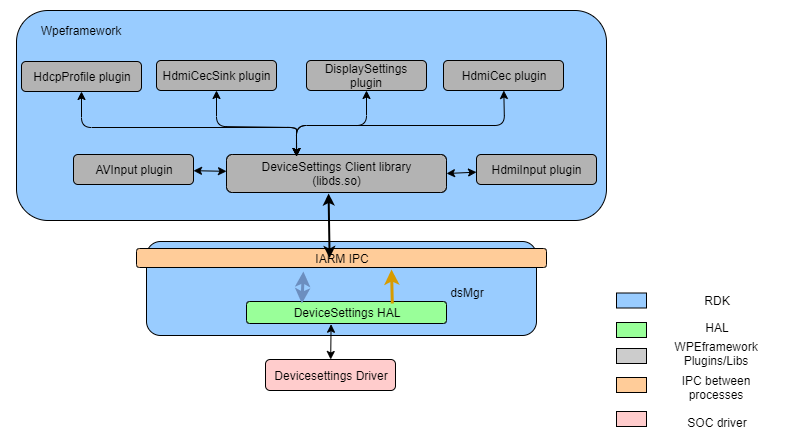 Wpeframework
HdcpProfile plugin
HdmiCecSink plugin
DisplaySettings
plugin
HdmiCec plugin
AVInput plugin
DeviceSettings Client library
(libds.so)
HdmiInput plugin
IARM IPC
dsMgr
DeviceSettings HAL
Devicesettings Driver
RDK
HAL
WPEframework
Plugins/Libs
IPC between
processes
SOC driver